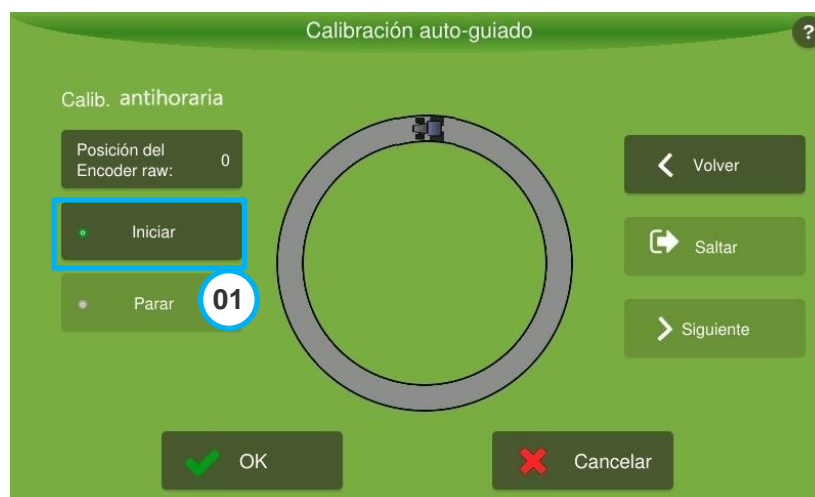 Calibración auto-guiado
?
Calib. antihoraria
Posición del
Encoder raw: 0
Iniciar
Parar
01
Volver
Saltar
Siguiente
OK
Cancelar